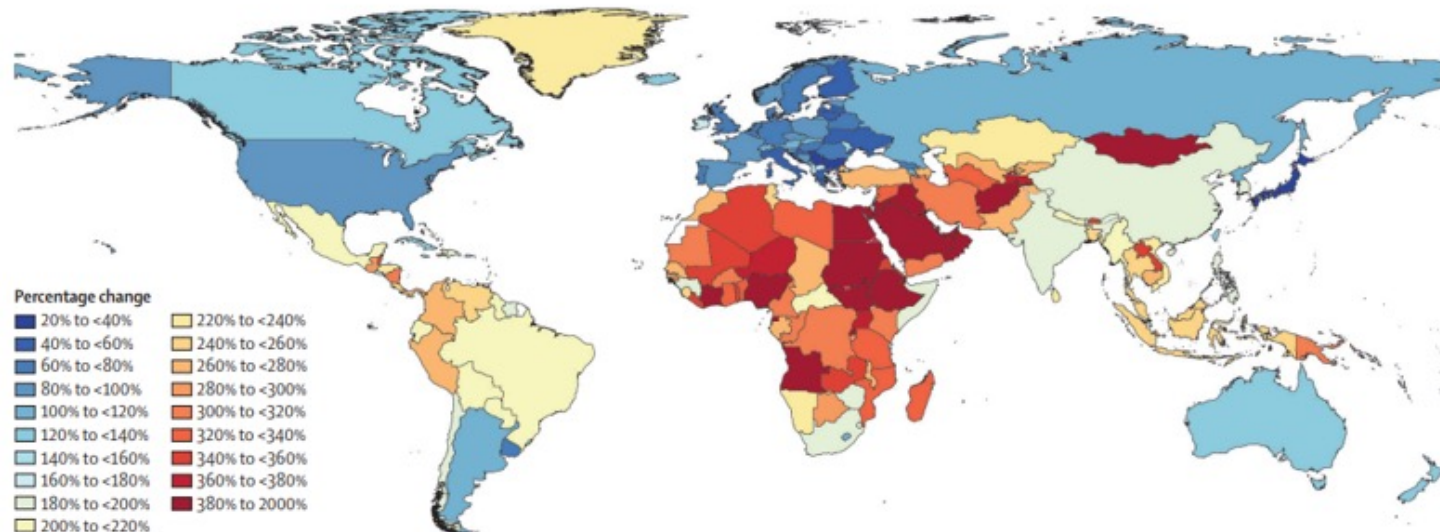 Percentage change
20% to <40%
40% to <60%
60% to <80%
80% to <100%
100% to <120%
120% to <140%
140% to <160%
160% to <180%
180% to <200%
200% to <220%
220% to <240%
240% to <260%
260% to <280%
280% to <300%
300% to <320%
320% to <340%
340% to <360%
360% to <380%
380% to 2000%